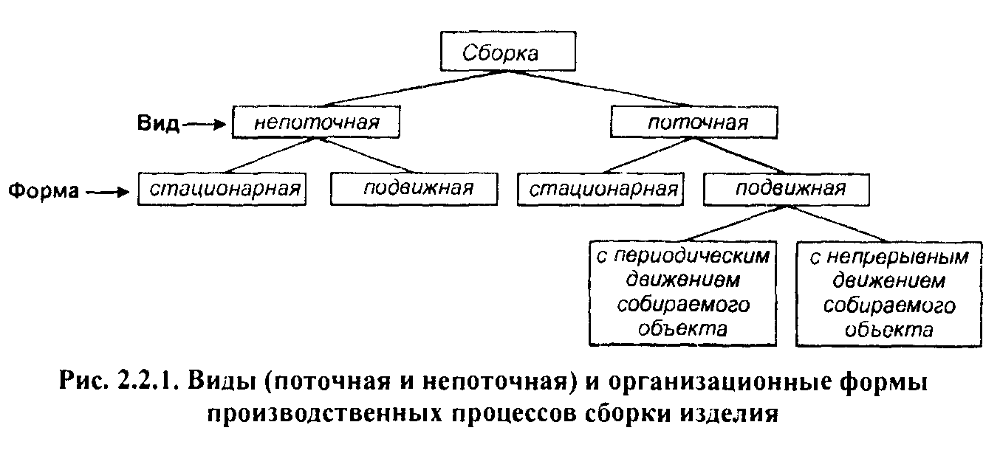 Сборка
Вид
непоточная
поточная
Форма
стационарная
подвижная
стационарная
подвижная
с периодическим
движением
собираемого
объекта
с непрерывным
движением
собираемого
объекта
Рис. 2.2.1. Виды (поточная и непоточная) и организационные формы
производственных процессов сборки изделия